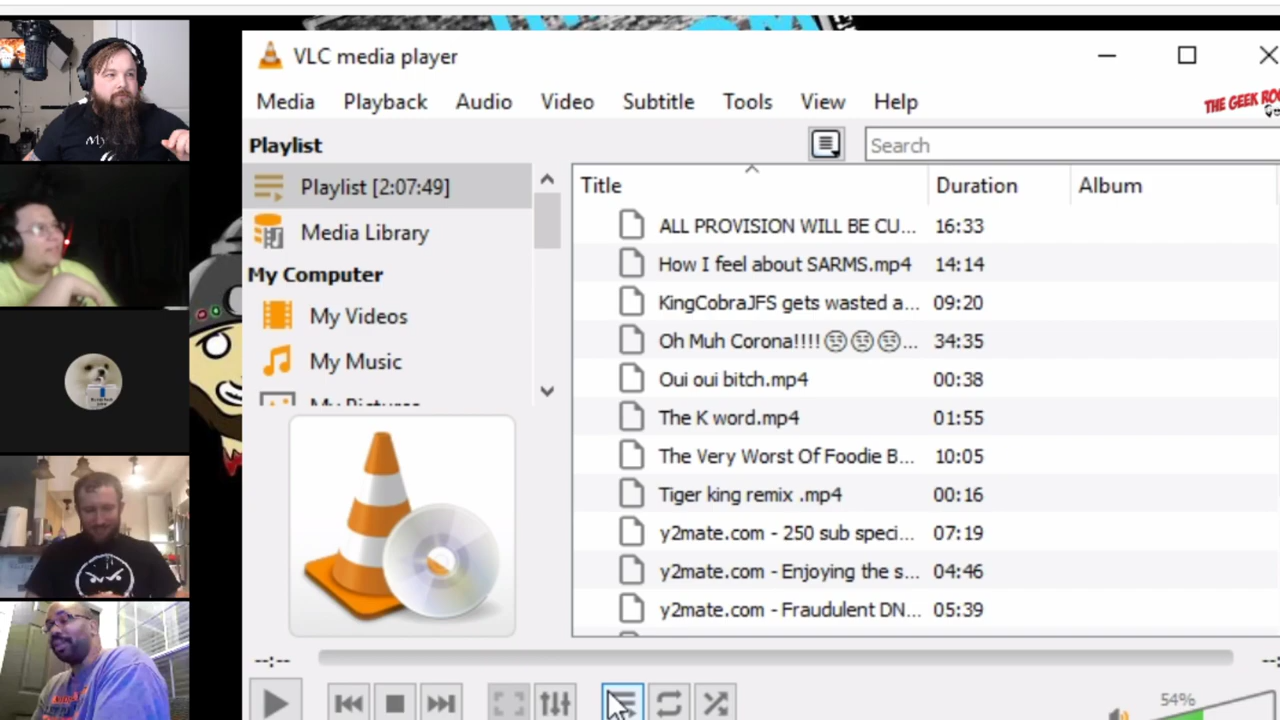 VLC media player
Media Playback Audio Video Subtitle Tools View Help
THE GEEK ROO
Playlist
Search
Playlist [2:07:49]
Media Library
My Computer
My Videos
My Music
My Pictures
Title Duration Album
ALL PROVISION WILL BE CU... 16:33
How I feel about SARMS.mp4 14:14
KingCobraJFS gets wasted a... 09:20
Oh Muh Corona!!!! 😒😒😒... 34:35
Oui oui bitch.mp4 00:38
The K word.mp4 01:55
The Very Worst Of Foodie B... 10:05
Tiger king remix .mp4 00:16
y2mate.com - 250 sub speci... 07:19
y2mate.com - Enjoying the s... 04:46
y2mate.com - Fraudulent DN... 05:39
--:--
--:
54%
My